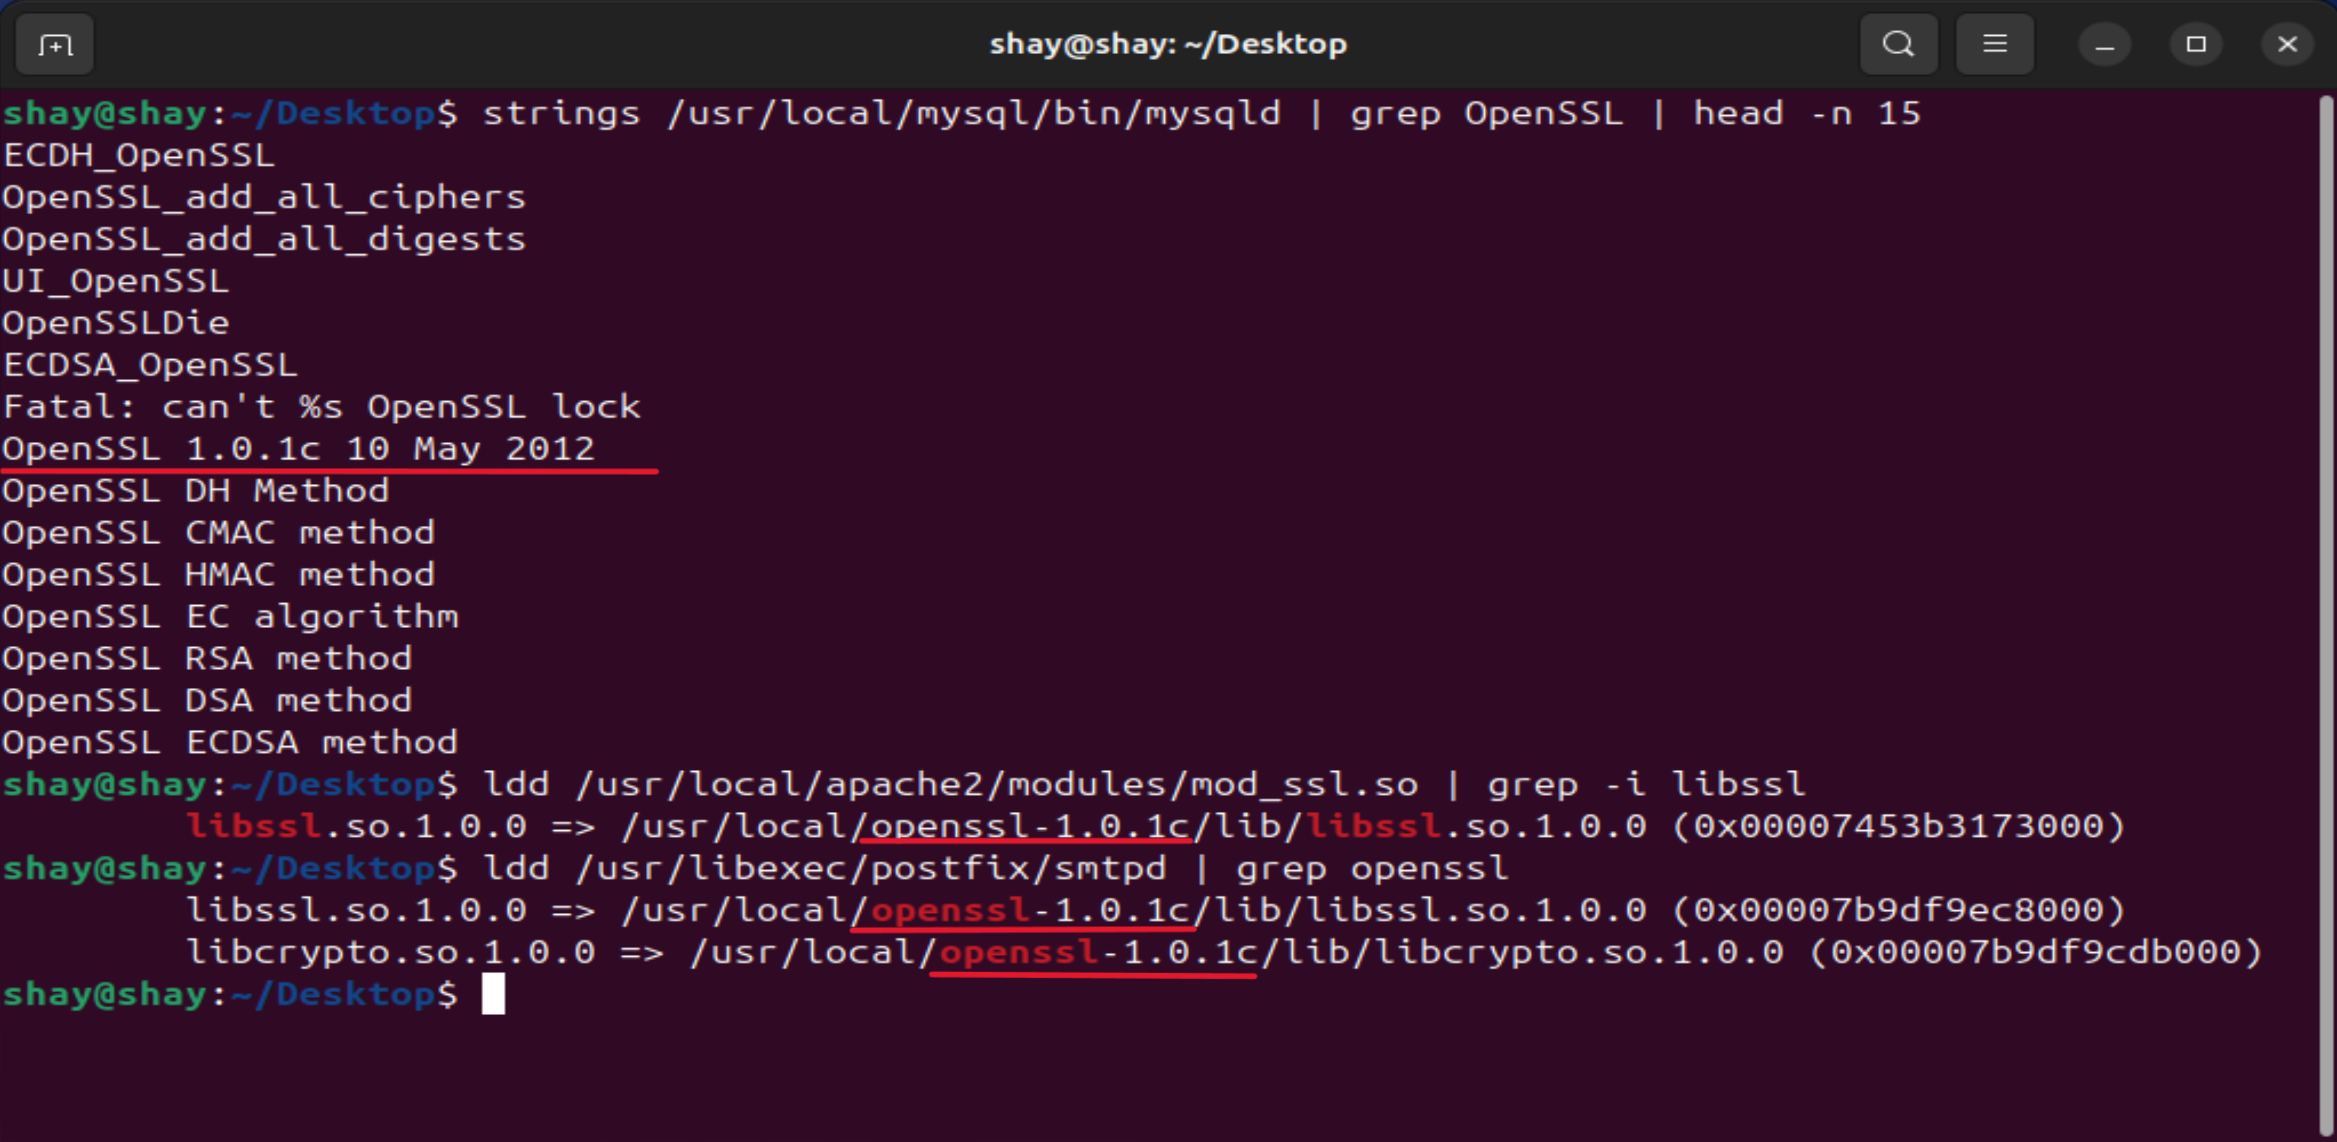 shay@shay: ~/Desktop
shay@shay:~/Desktop$ strings /usr/local/mysql/bin/mysqld | grep OpenSSL | head -n 15
ECDH_OpenSSL
OpenSSL_add_all_ciphers
OpenSSL_add_all_digests
UI_OpenSSL
OpenSSLDie
ECDSA_OpenSSL
Fatal: can't %s OpenSSL lock
OpenSSL 1.0.1c 10 May 2012
OpenSSL DH Method
OpenSSL CMAC method
OpenSSL HMAC method
OpenSSL EC algorithm
OpenSSL RSA method
OpenSSL DSA method
OpenSSL ECDSA method
shay@shay:~/Desktop$ ldd /usr/local/apache2/modules/mod_ssl.so | grep -i libssl
libssl.so.1.0.0 => /usr/local/openssl-1.0.1c/lib/libssl.so.1.0.0 (0x00007453b3173000)
shay@shay:~/Desktop$ ldd /usr/libexec/postfix/smtpd | grep openssl
libssl.so.1.0.0 => /usr/local/openssl-1.0.1c/lib/libssl.so.1.0.0 (0x00007b9df9ec8000)
libcrypto.so.1.0.0 => /usr/local/openssl-1.0.1c/lib/libcrypto.so.1.0.0 (0x00007b9df9cdb000)
shay@shay:~/Desktop$